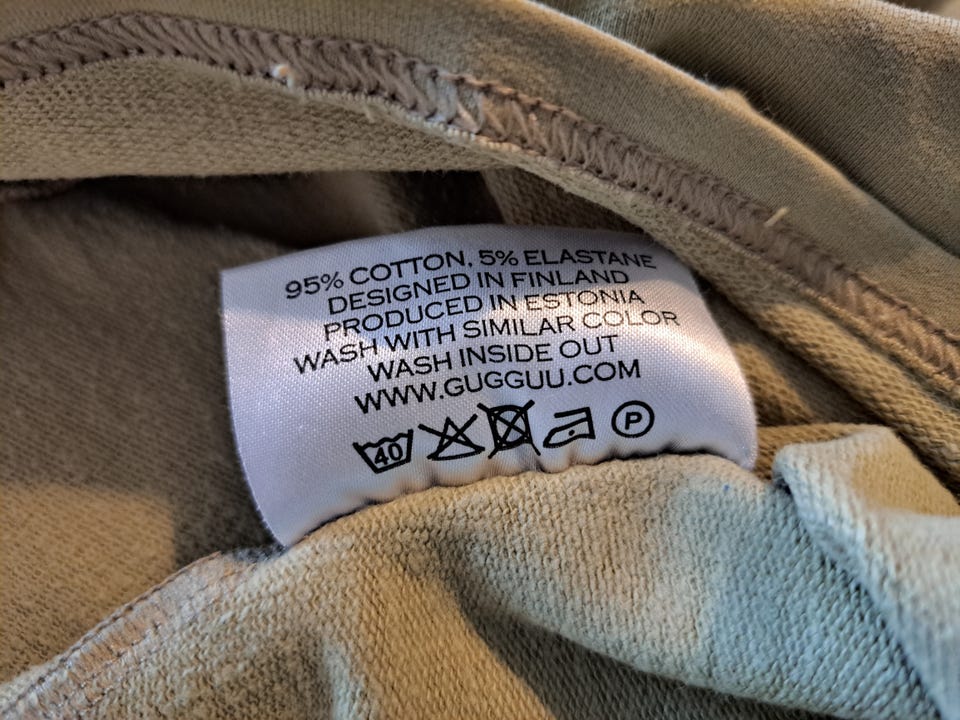 95% COTTON, 5% ELASTANE
DESIGNED IN FINLAND
PRODUCED IN ESTONIA
WASH WITH SIMILAR COLOR
WASH INSIDE OUT
WWW.GUGGUU.COM
40 P